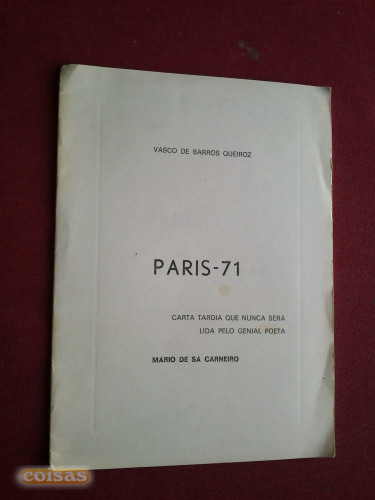 VASCO DE BARROS QUEIROZ
PARIS-71
CARTA TARDIA QUE NUNCA SERÁ
LIDA PELO GENIAL POETA
MÁRIO DE SÁ CARNEIRO
coisas